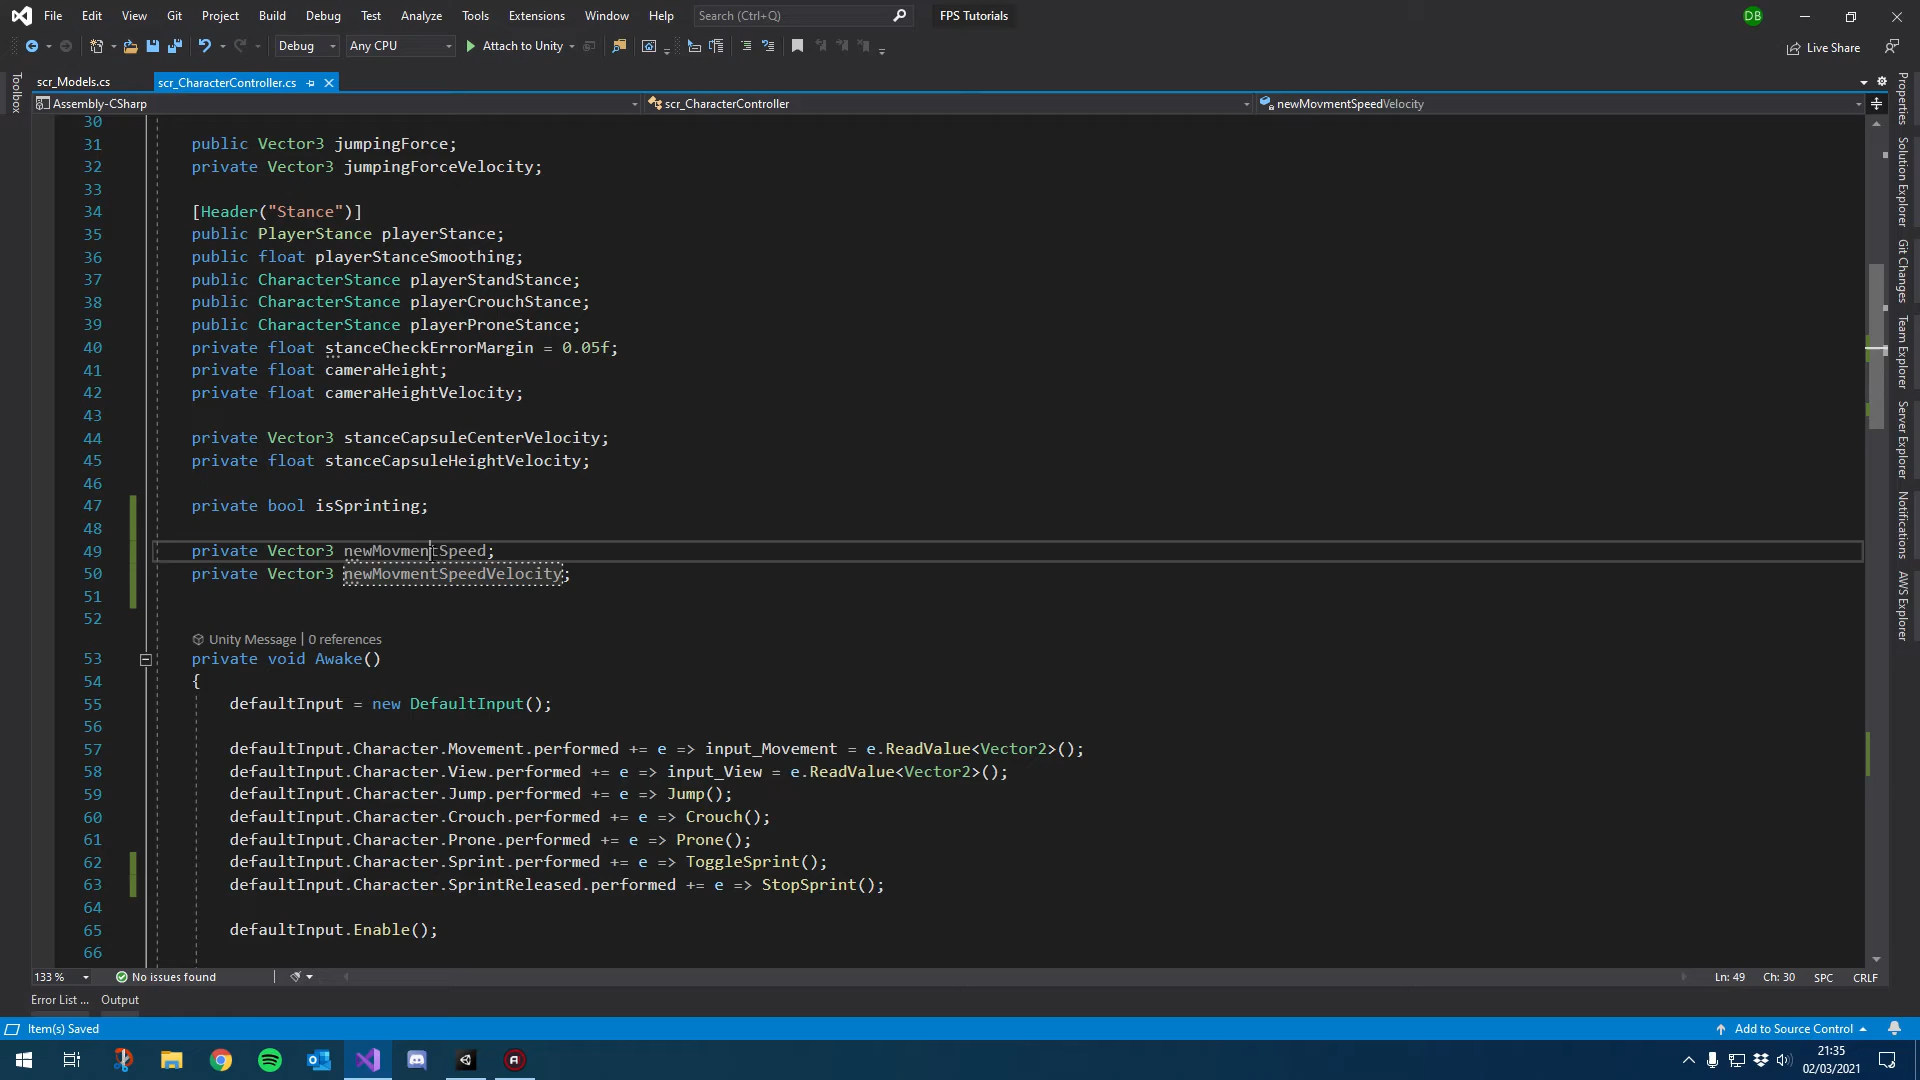 File Edit View Git Project Build Debug Test Analyze Tools Extensions Window Help Search (Ctrl+Q) FPS Tutorials DB
Debug Any CPU Attach to Unity Live Share
Toolbox
scr_Models.cs scr_CharacterController.cs
Assembly-CSharp scr_CharacterController newMovmentSpeedVelocity
30
31 public Vector3 jumpingForce;
32 private Vector3 jumpingForceVelocity;
33
34 [Header("Stance")]
35 public PlayerStance playerStance;
36 public float playerStanceSmoothing;
37 public CharacterStance playerStandStance;
38 public CharacterStance playerCrouchStance;
39 public CharacterStance playerProneStance;
40 private float stanceCheckErrorMargin = 0.05f;
41 private float cameraHeight;
42 private float cameraHeightVelocity;
43
44 private Vector3 stanceCapsuleCenterVelocity;
45 private float stanceCapsuleHeightVelocity;
46
47 private bool isSprinting;
48
49 private Vector3 newMovmentSpeed;
50 private Vector3 newMovmentSpeedVelocity;
51
52
Unity Message | 0 references
53 private void Awake()
54 {
55 defaultInput = new DefaultInput();
56
57 defaultInput.Character.Movement.performed += e => input_Movement = e.ReadValue<Vector2>();
58 defaultInput.Character.View.performed += e => input_View = e.ReadValue<Vector2>();
59 defaultInput.Character.Jump.performed += e => Jump();
60 defaultInput.Character.Crouch.performed += e => Crouch();
61 defaultInput.Character.Prone.performed += e => Prone();
62 defaultInput.Character.Sprint.performed += e => ToggleSprint();
63 defaultInput.Character.SprintReleased.performed += e => StopSprint();
64
65 defaultInput.Enable();
66
Properties
Solution Explorer
Git Changes
Team Explorer
Server Explorer
Notifications
AWS Explorer
133 % No issues found Ln: 49 Ch: 30 SPC CRLF
Error List ... Output
Item(s) Saved Add to Source Control
21:35
02/03/2021